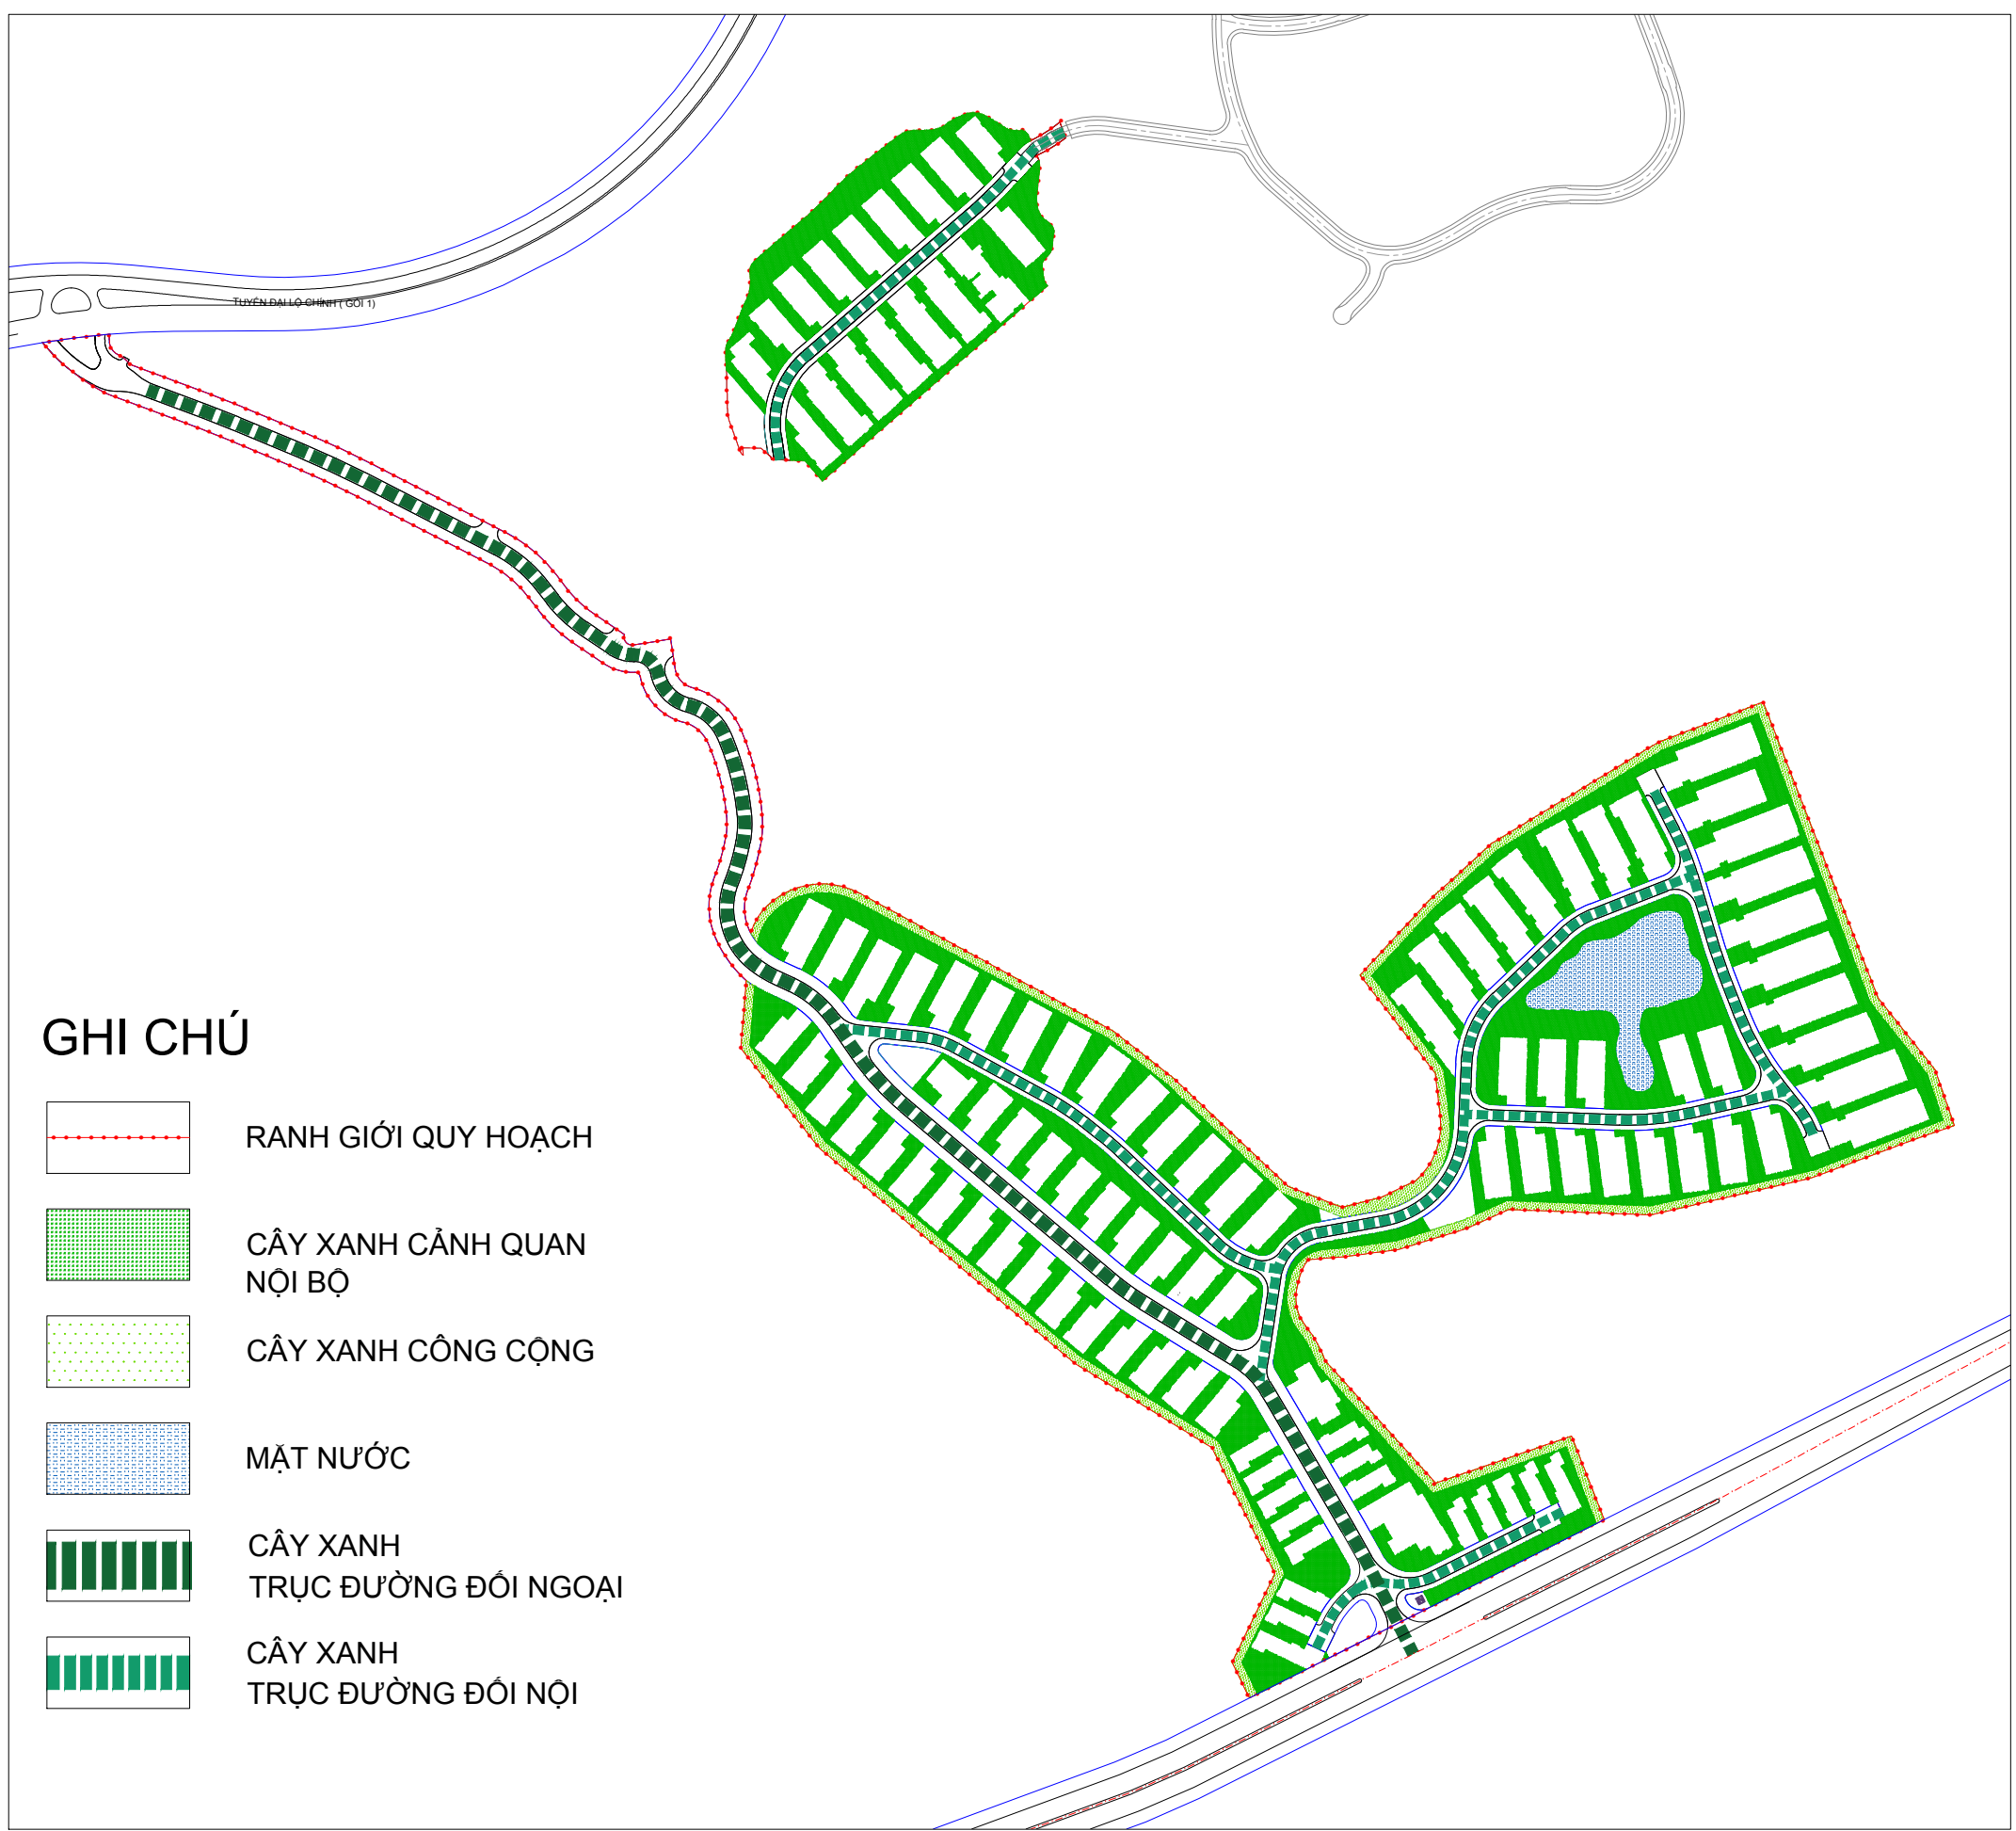 TUYẾN ĐẠI LỘ CHÍNH ( GÓI 1)
GHI CHÚ
RANH GIỚI QUY HOẠCH
CÂY XANH CẢNH QUAN
NỘI BỘ
CÂY XANH CÔNG CỘNG
MẶT NƯỚC
CÂY XANH
TRỤC ĐƯỜNG ĐỐI NGOẠI
CÂY XANH
TRỤC ĐƯỜNG ĐỐI NỘI